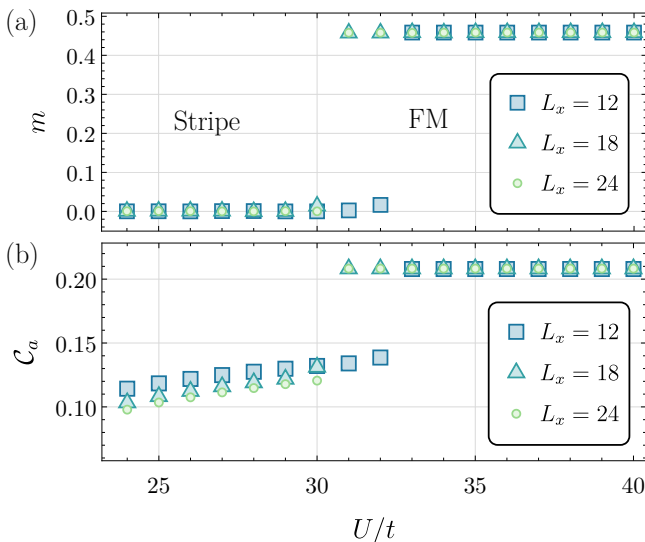 (a)
0.5
0.4
0.3
0.2
0.1
0.0
m
Stripe
FM
L_x = 12
L_x = 18
L_x = 24
(b)
0.20
0.15
0.10
C_a
L_x = 12
L_x = 18
L_x = 24
25
30
35
40
U/t